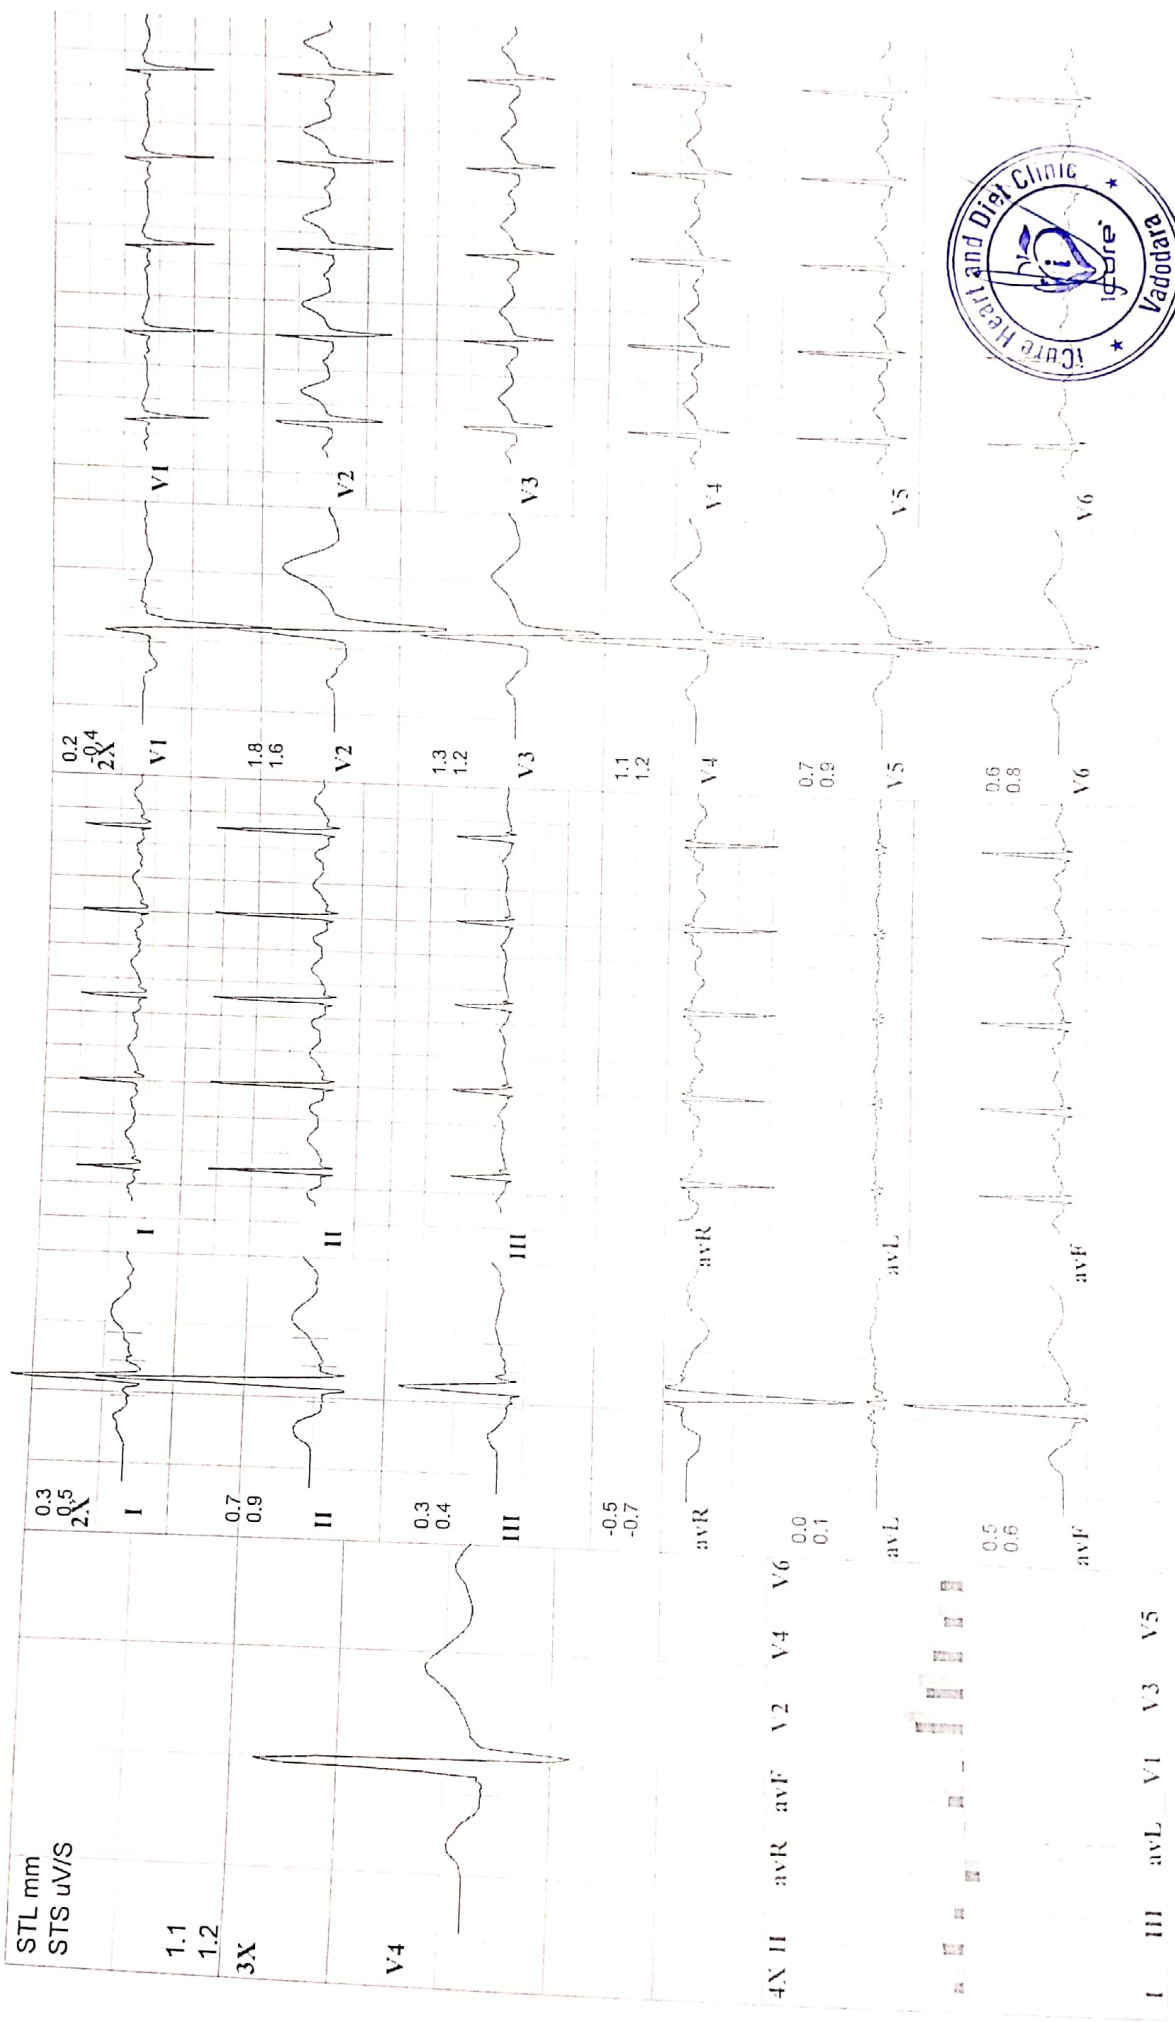 STL mm
STS uV/S
1.1
1.2
3X
V4
4X II avR avF V2 V4 V6
I III avL V1 V3 V5
0.3
0.5
2X
I
0.7
0.9
II
0.3
0.4
III
-0.5
-0.7
avR
0.0
0.1
avL
0.5
0.6
avF
I
II
III
avR
avL
avF
0.2
-0.4
2X
V1
1.8
1.6
V2
1.3
1.2
V3
1.1
1.2
V4
0.7
0.9
V5
0.6
0.8
V6
V1
V2
V3
V4
V5
V6
iCure Heart and Diet Clinic
icure
Vadodara